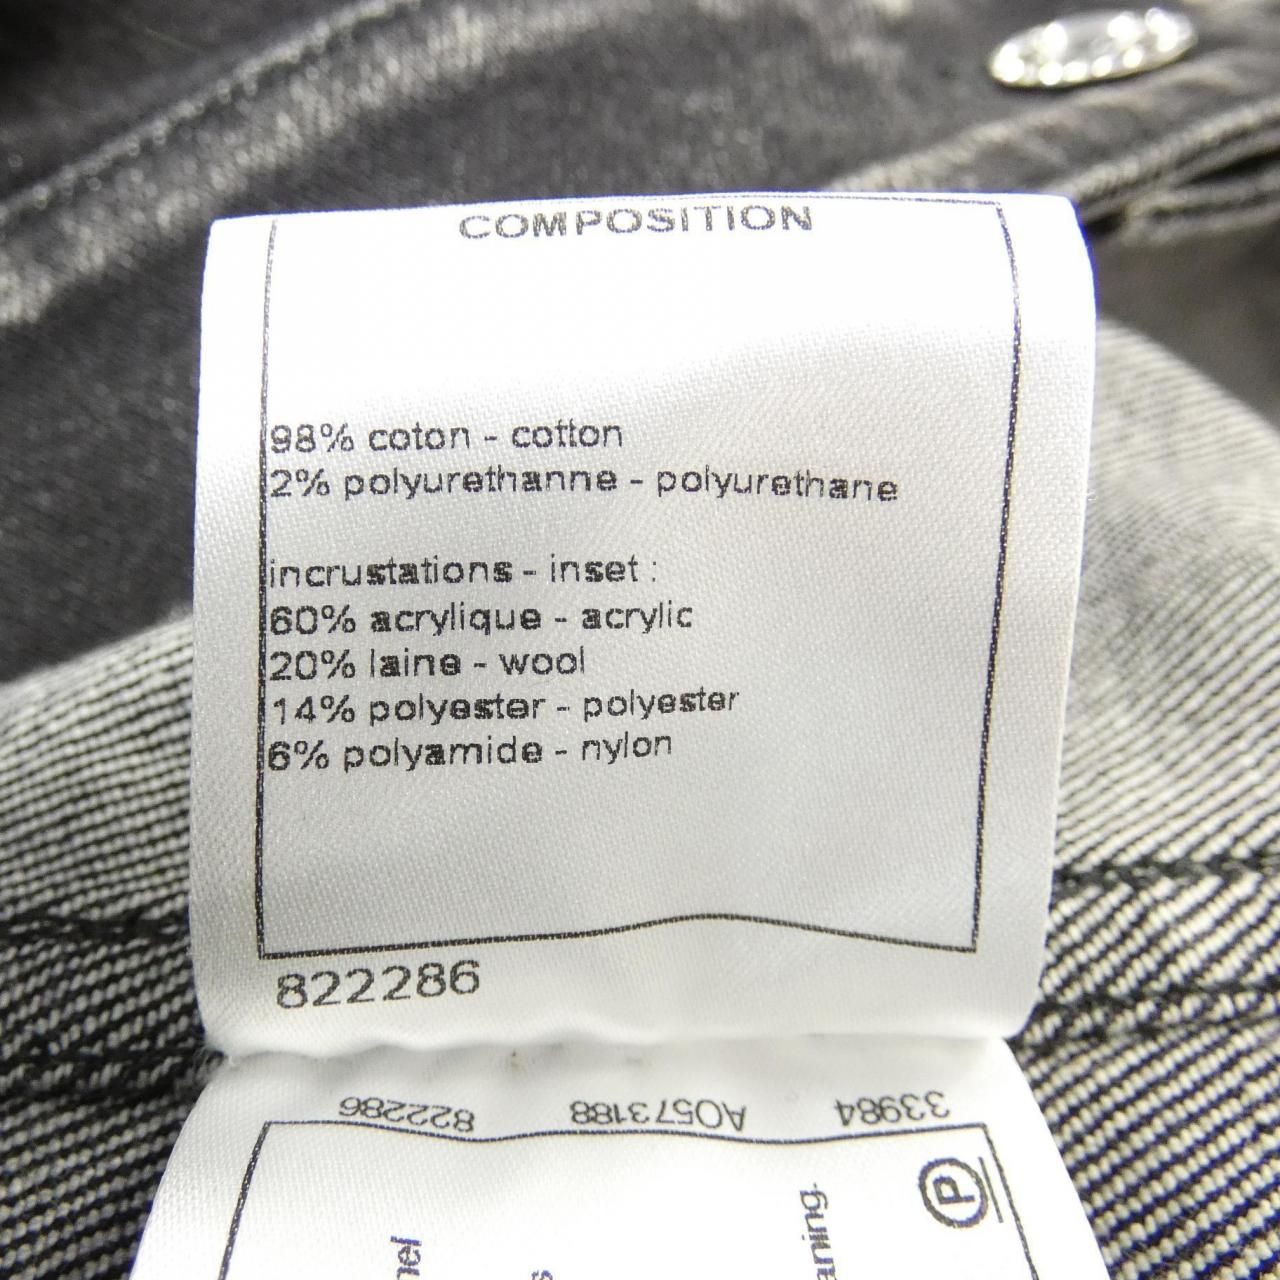 COMPOSITION
98% coton - cotton
2% polyurethanne - polyurethane
incrustations - inset :
60% acrylique - acrylic
20% laine - wool
14% polyester - polyester
6% polyamide - nylon
822286
33984 AO573188 822286
P